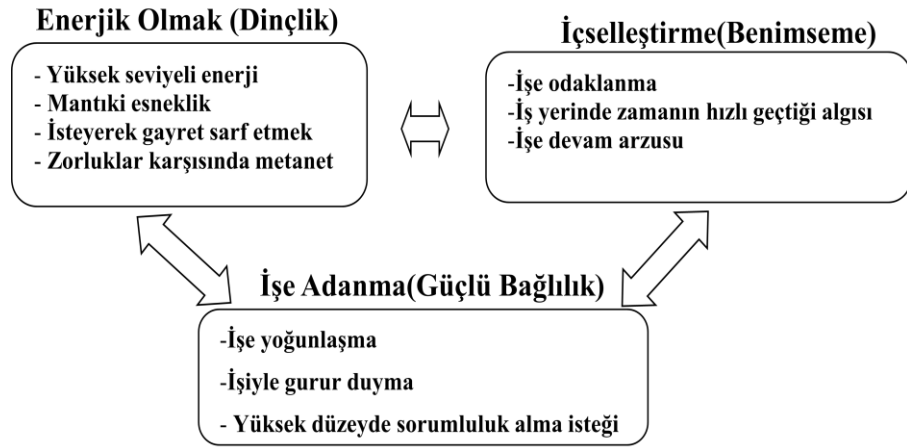 Enerjik Olmak (Dinçlik)
- Yüksek seviyeli enerji
- Mantıki esneklik
- İsteyerek gayret sarf etmek
- Zorluklar karşısında metanet
İçselleştirme(Benimseme)
-İşe odaklanma
-İş yerinde zamanın hızlı geçtiği algısı
-İşe devam arzusu
İşe Adanma(Güçlü Bağlılık)
-İşe yoğunlaşma
-İşiyle gurur duyma
- Yüksek düzeyde sorumluluk alma isteği